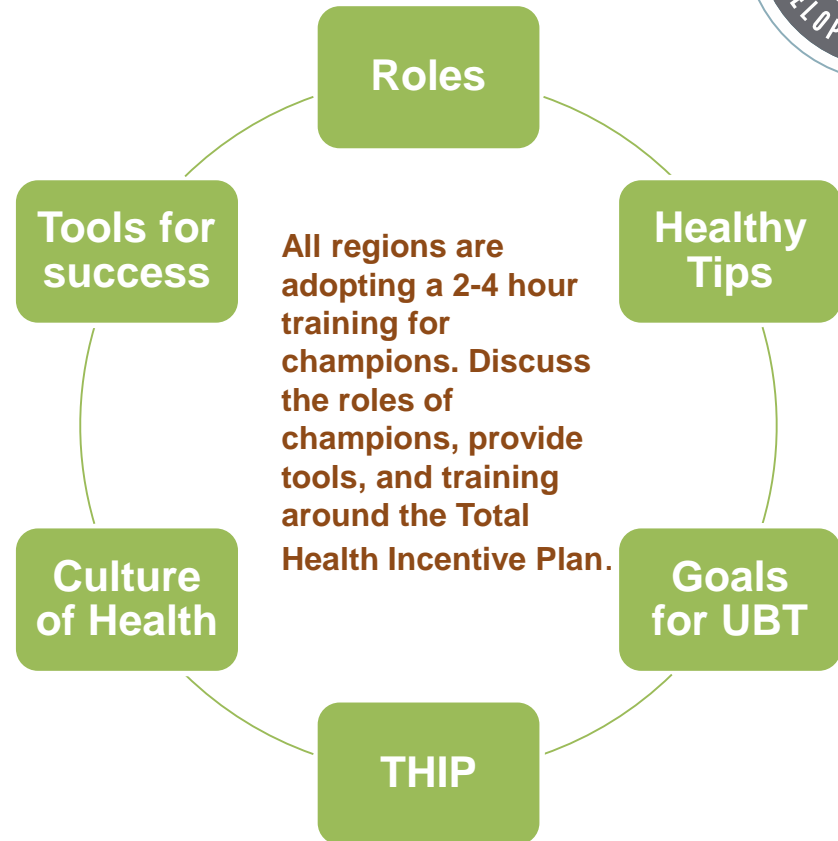 Roles
Tools for
success
Healthy
Tips
All regions are
adopting a 2-4 hour
training for
champions. Discuss
the roles of
champions, provide
tools, and training
around the Total
Health Incentive Plan.
Culture
of Health
Goals
for UBT
THIP